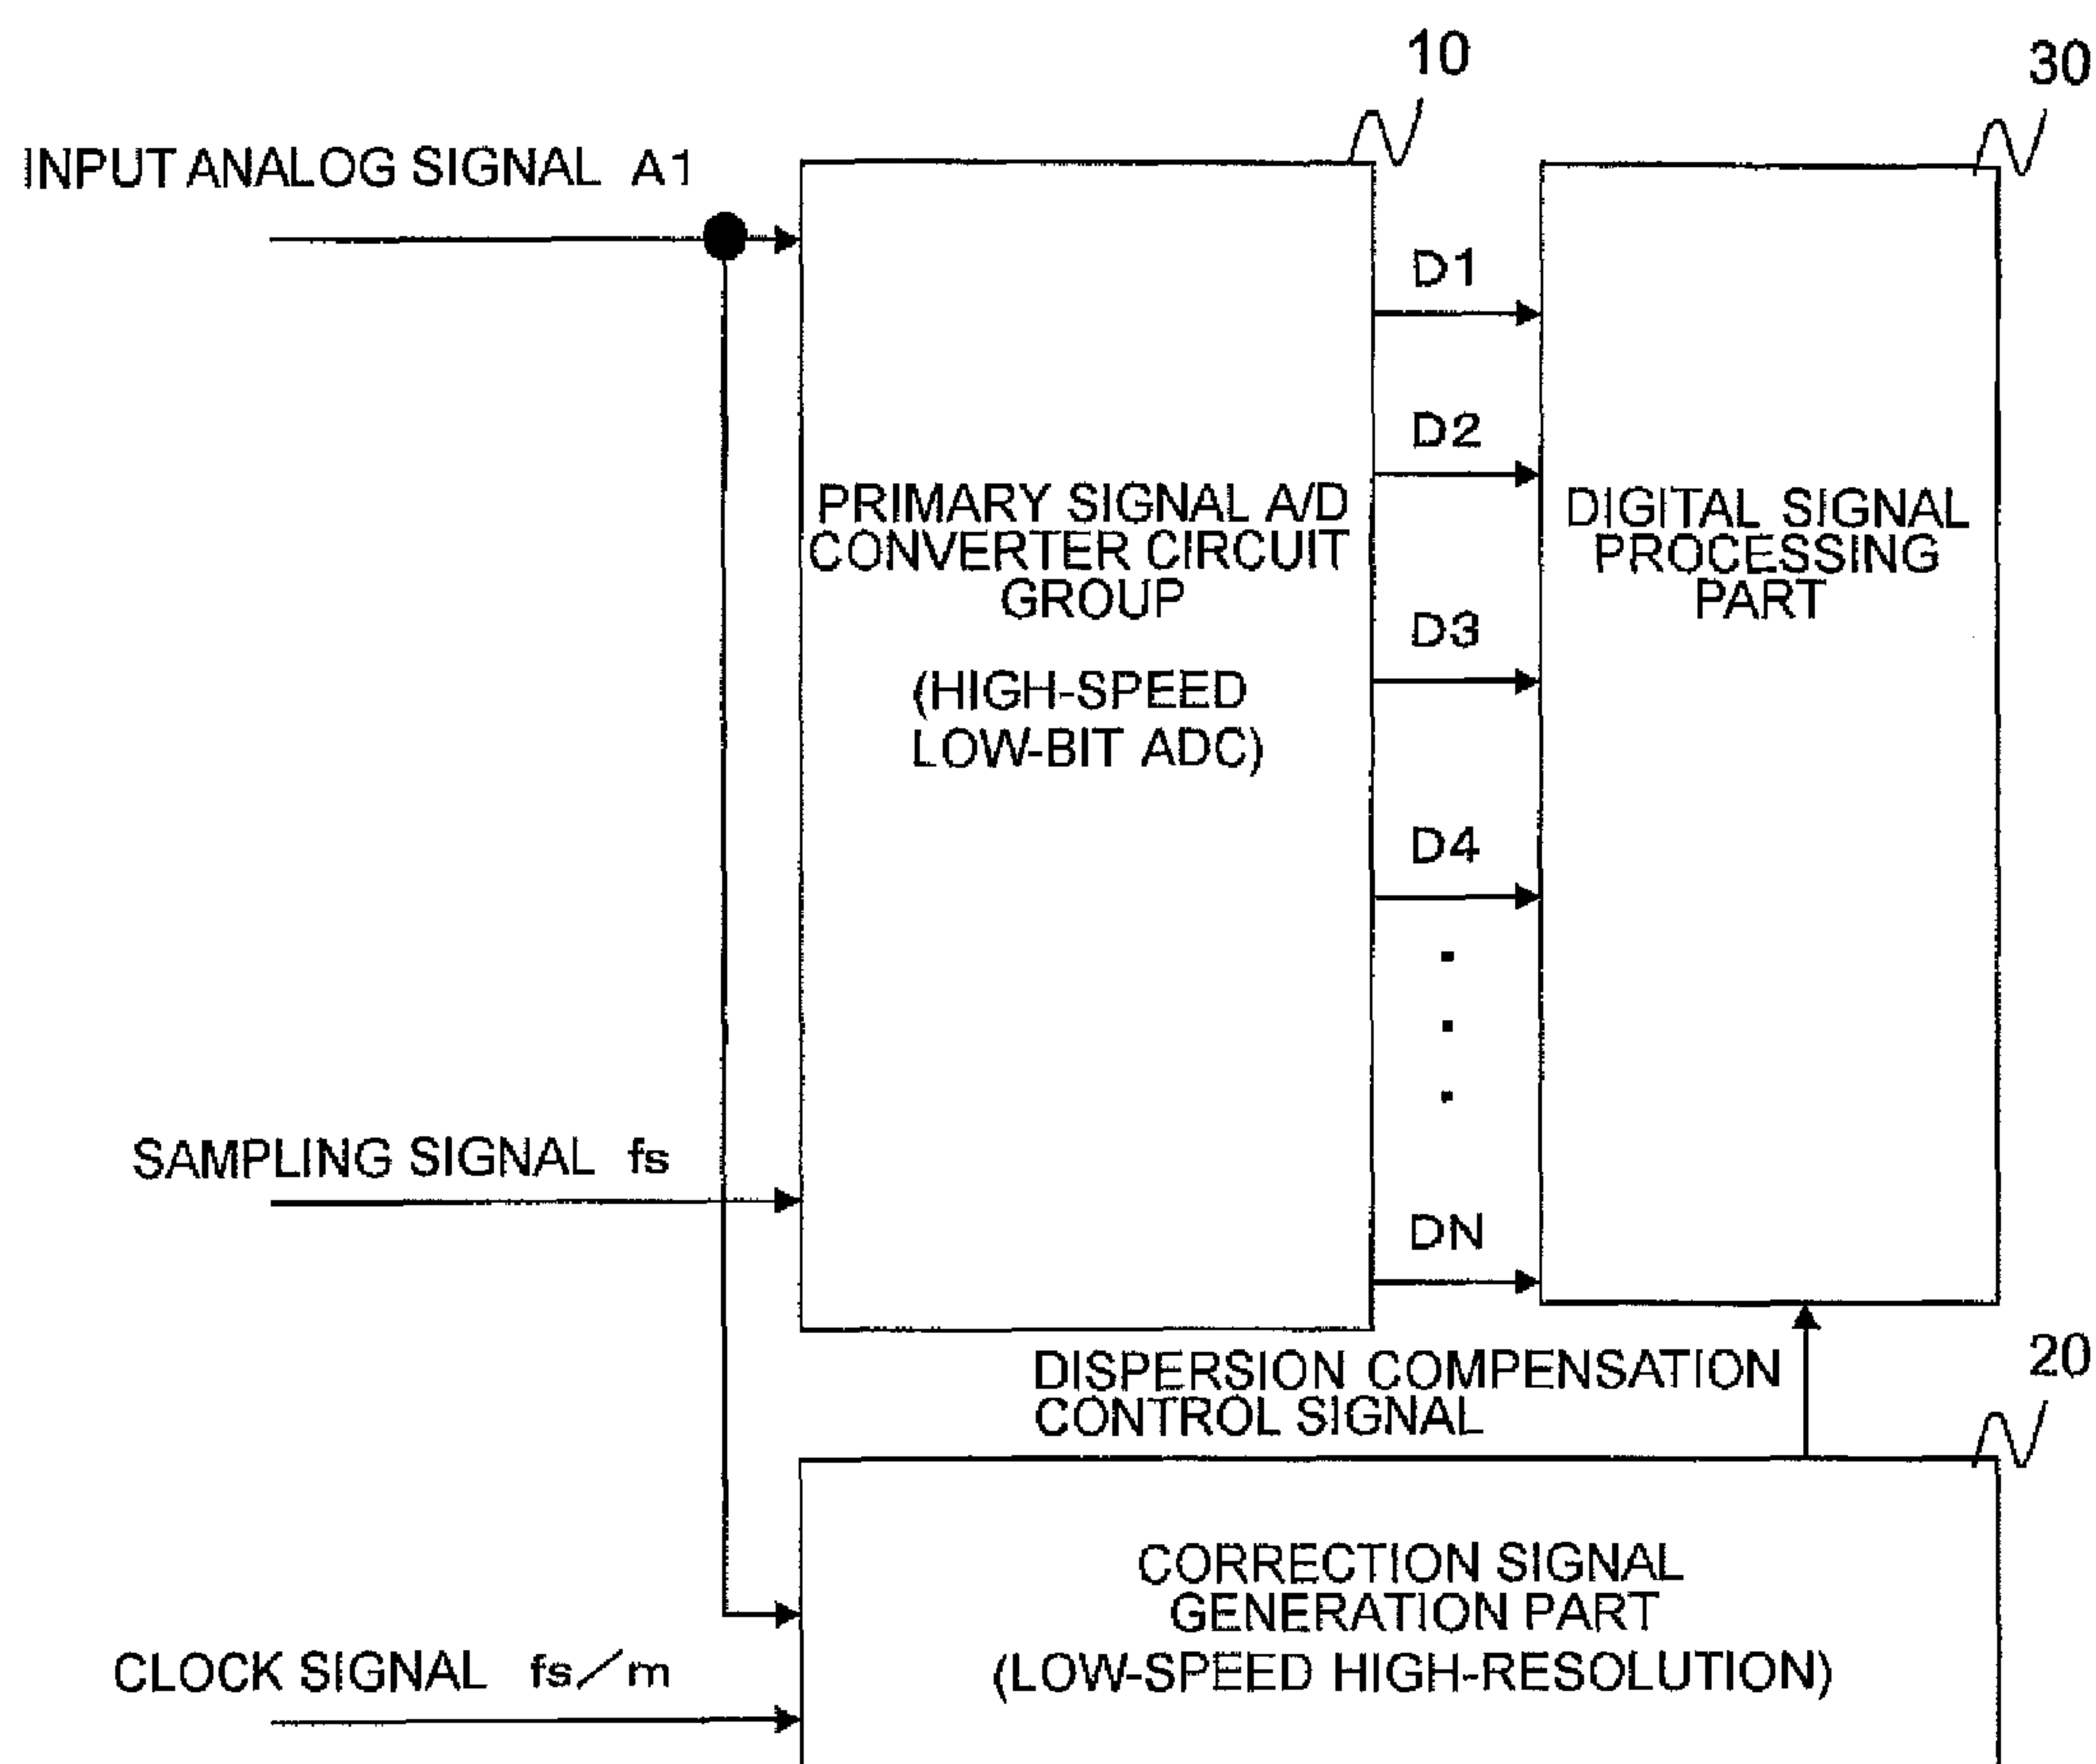 10
30
INPUT ANALOG SIGNAL A1
D1
D2
PRIMARY SIGNAL A/D
CONVERTER CIRCUIT
GROUP
(HIGH-SPEED
LOW-BIT ADC)
DIGITAL SIGNAL
PROCESSING
PART
D3
D4
SAMPLING SIGNAL fs
DN
DISPERSION COMPENSATION
CONTROL SIGNAL
20
CORRECTION SIGNAL
GENERATION PART
(LOW-SPEED HIGH-RESOLUTION)
CLOCK SIGNAL fs/m